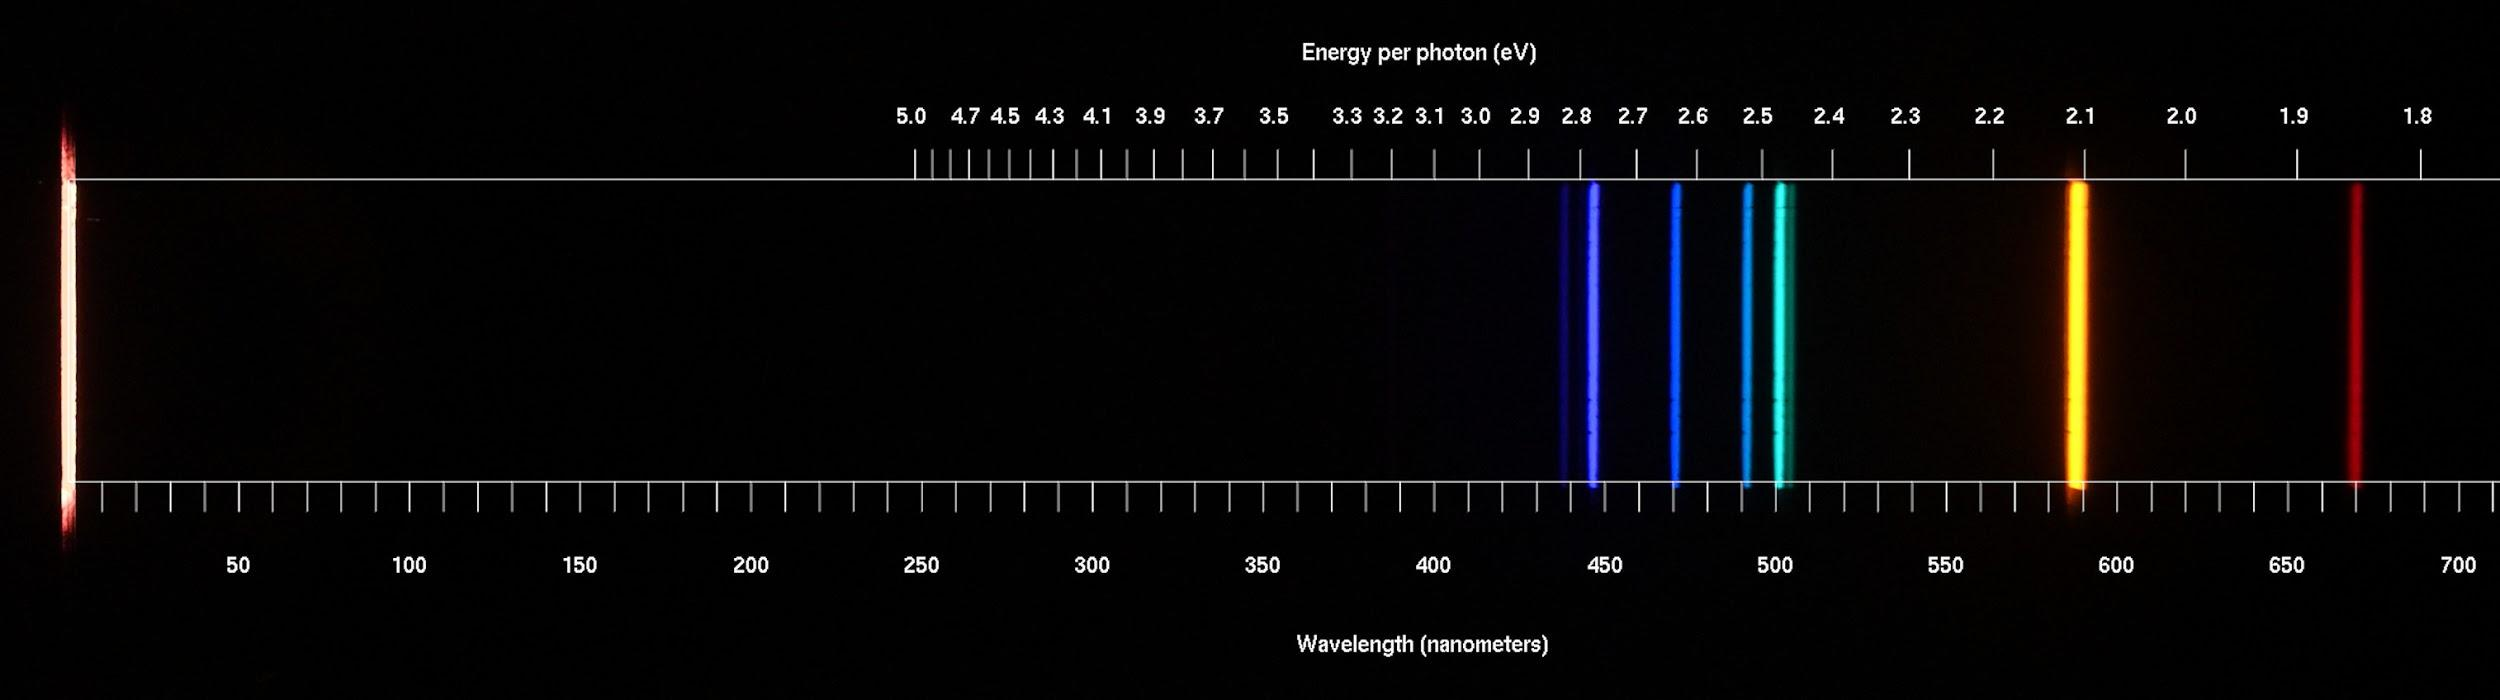 Energy per photon (eV)
5.0 4.7 4.5 4.3 4.1 3.9 3.7 3.5 3.3 3.2 3.1 3.0 2.9 2.8 2.7 2.6 2.5 2.4 2.3 2.2 2.1 2.0 1.9 1.8
50 100 150 200 250 300 350 400 450 500 550 600 650 700
Wavelength (nanometers)